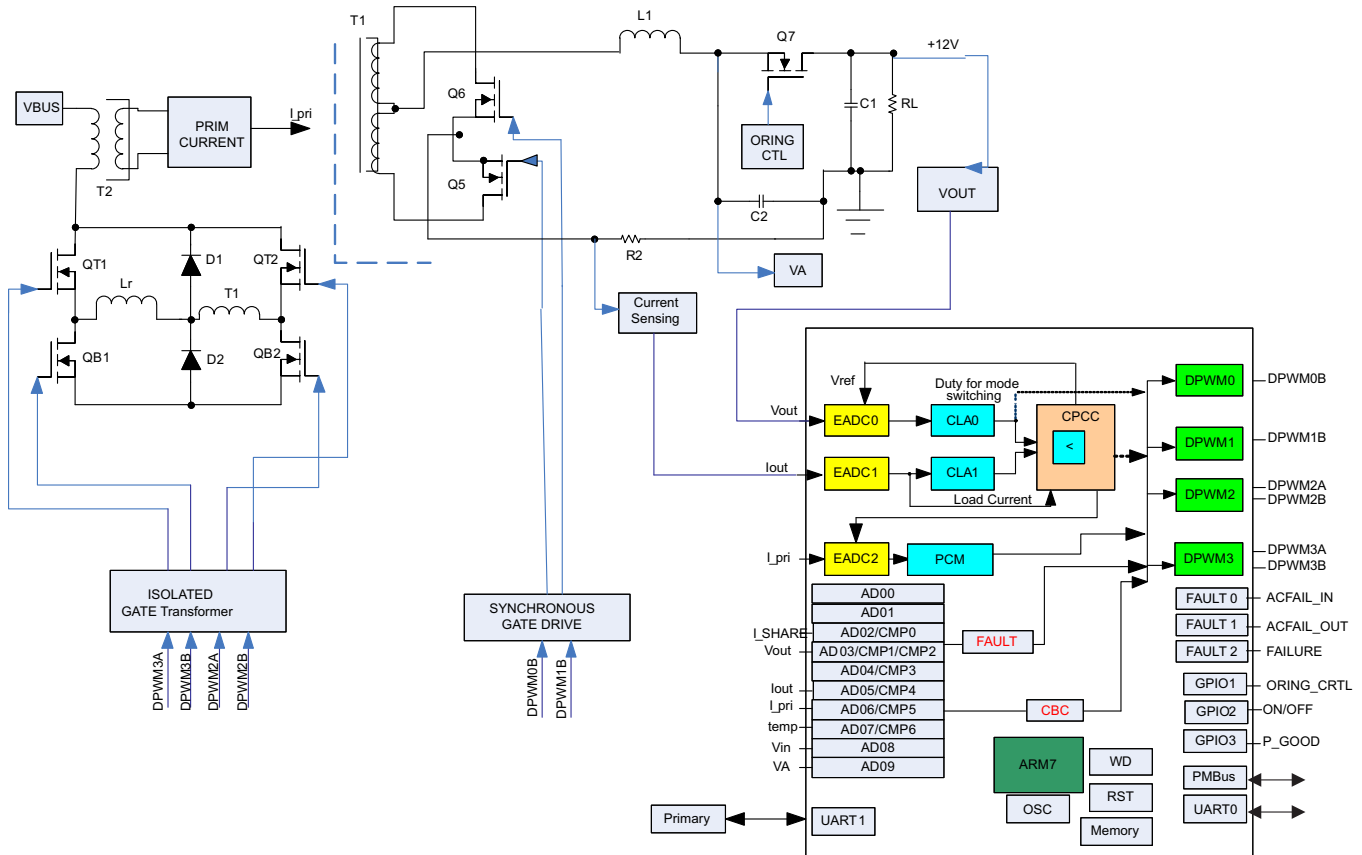 T1
L1
Q7
+12V
VBUS
I_pri
PRIM
CURRENT
Q6
C1
RL
ORING
CTL
T2
Q5
VOUT
C2
R2
VA
QT1
D1
QT2
Lr
T1
Current
Sensing
QB1
D2
QB2
Vref
Duty for mode
switching
DPWM0
DPWM0B
Vout
EADC0
CLA0
CPCC
<
DPWM1
DPWM1B
Iout
EADC1
CLA1
Load Current
DPWM2
DPWM2A
DPWM2B
I_pri
EADC2
PCM
DPWM3
DPWM3A
DPWM3B
ISOLATED
GATE Transformer
SYNCHRONOUS
GATE DRIVE
AD00
AD01
I_SHARE
AD02/CMP0
Vout
AD03/CMP1/CMP2
AD04/CMP3
Iout
AD05/CMP4
I_pri
AD06/CMP5
temp
AD07/CMP6
Vin
AD08
VA
AD09
FAULT
CBC
FAULT 0
ACFAIL_IN
FAULT 1
ACFAIL_OUT
FAULT 2
FAILURE
GPIO1
ORING_CRTL
GPIO2
ON/OFF
GPIO3
P_GOOD
DPWM3A
DPWM3B
DPWM2A
DPWM2B
DPWM0B
DPWM1B
ARM7
WD
OSC
RST
Memory
PMBus
UART0
Primary
UART1